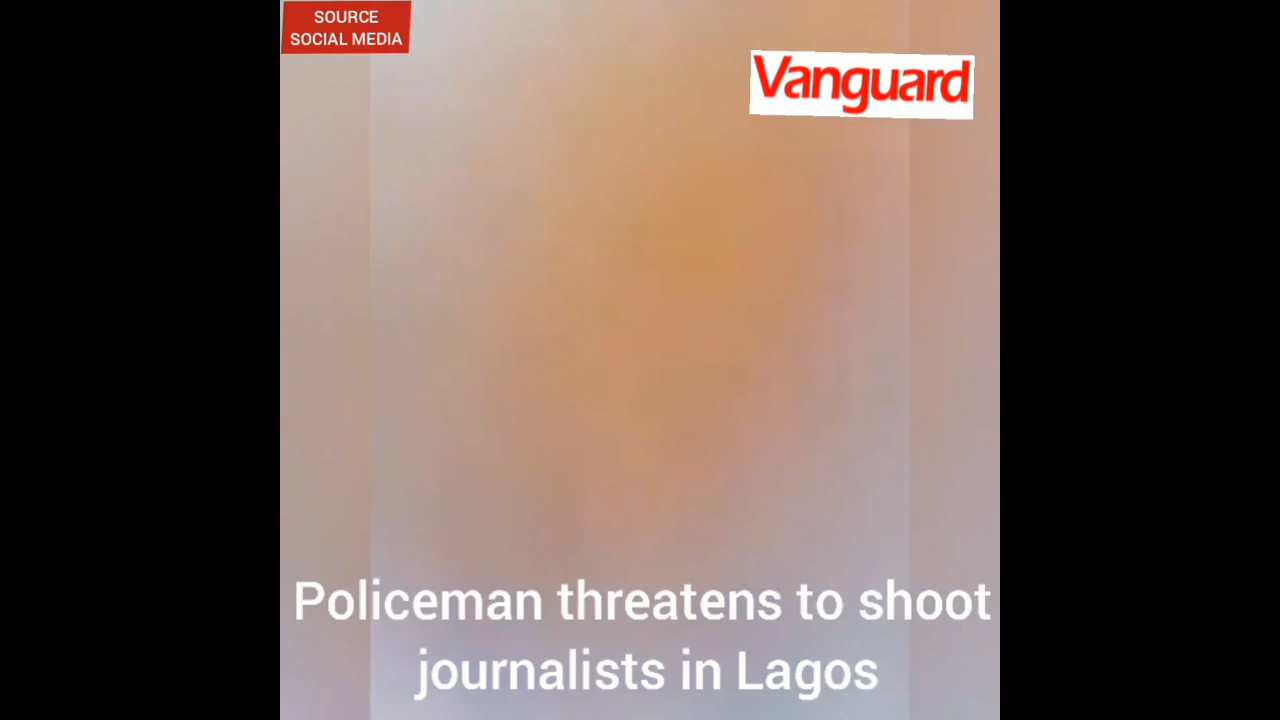 SOURCE
SOCIAL MEDIA
Vanguard
Policeman threatens to shoot
journalists in Lagos